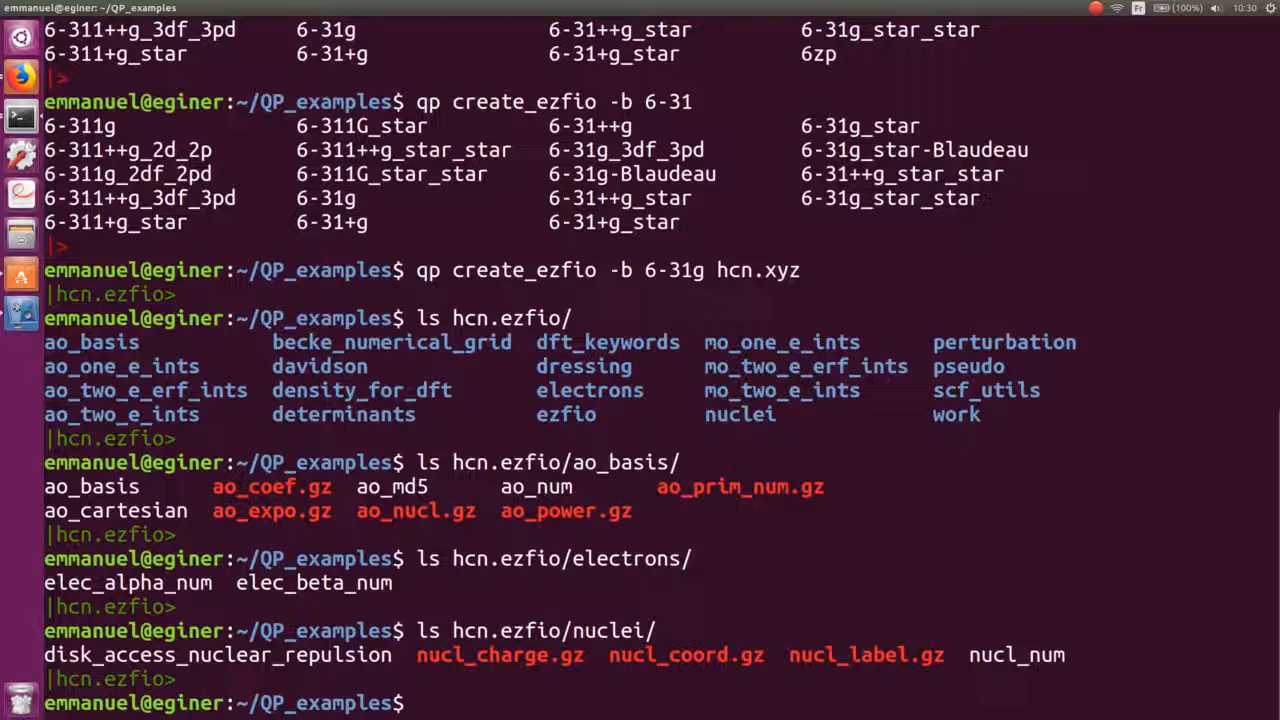 emmanuel@eginer: ~/QP_examples Fr (100%) 10:30
6-311++g_3df_3pd 6-31g 6-31++g_star 6-31g_star_star
6-311+g_star 6-31+g 6-31+g_star 6zp
|>
emmanuel@eginer:~/QP_examples$ qp create_ezfio -b 6-31
6-311g 6-311G_star 6-31++g 6-31g_star
6-311++g_2d_2p 6-311++g_star_star 6-31g_3df_3pd 6-31g_star-Blaudeau
6-311g_2df_2pd 6-311G_star_star 6-31g-Blaudeau 6-31++g_star_star
6-311++g_3df_3pd 6-31g 6-31++g_star 6-31g_star_star
6-311+g_star 6-31+g 6-31+g_star
|>
emmanuel@eginer:~/QP_examples$ qp create_ezfio -b 6-31g hcn.xyz
|hcn.ezfio>
emmanuel@eginer:~/QP_examples$ ls hcn.ezfio/
ao_basis becke_numerical_grid dft_keywords mo_one_e_ints perturbation
ao_one_e_ints davidson dressing mo_two_e_erf_ints pseudo
ao_two_e_erf_ints density_for_dft electrons mo_two_e_ints scf_utils
ao_two_e_ints determinants ezfio nuclei work
|hcn.ezfio>
emmanuel@eginer:~/QP_examples$ ls hcn.ezfio/ao_basis/
ao_basis ao_coef.gz ao_md5 ao_num ao_prim_num.gz
ao_cartesian ao_expo.gz ao_nucl.gz ao_power.gz
|hcn.ezfio>
emmanuel@eginer:~/QP_examples$ ls hcn.ezfio/electrons/
elec_alpha_num elec_beta_num
|hcn.ezfio>
emmanuel@eginer:~/QP_examples$ ls hcn.ezfio/nuclei/
disk_access_nuclear_repulsion nucl_charge.gz nucl_coord.gz nucl_label.gz nucl_num
|hcn.ezfio>
emmanuel@eginer:~/QP_examples$